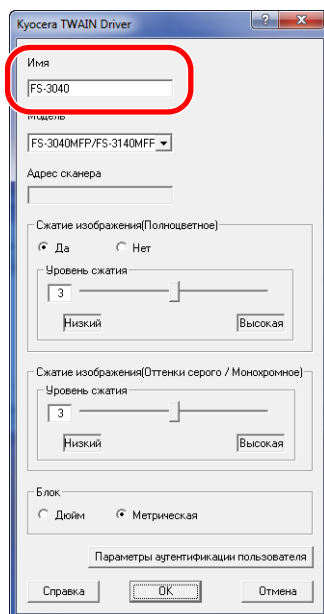 Kyocera TWAIN Driver
Имя
FS-3040
Модель
FS-3040MFP/FS-3140MFF
Адрес сканера
Сжатие изображения(Полноцветное)
Да Нет
Уровень сжатия
3
Низкий Высокая
Сжатие изображения(Оттенки серого / Монохромное)
Уровень сжатия
3
Низкий Высокая
Блок
Дюйм Метрическая
Параметры аутентификации пользователя
Справка OK Отмена